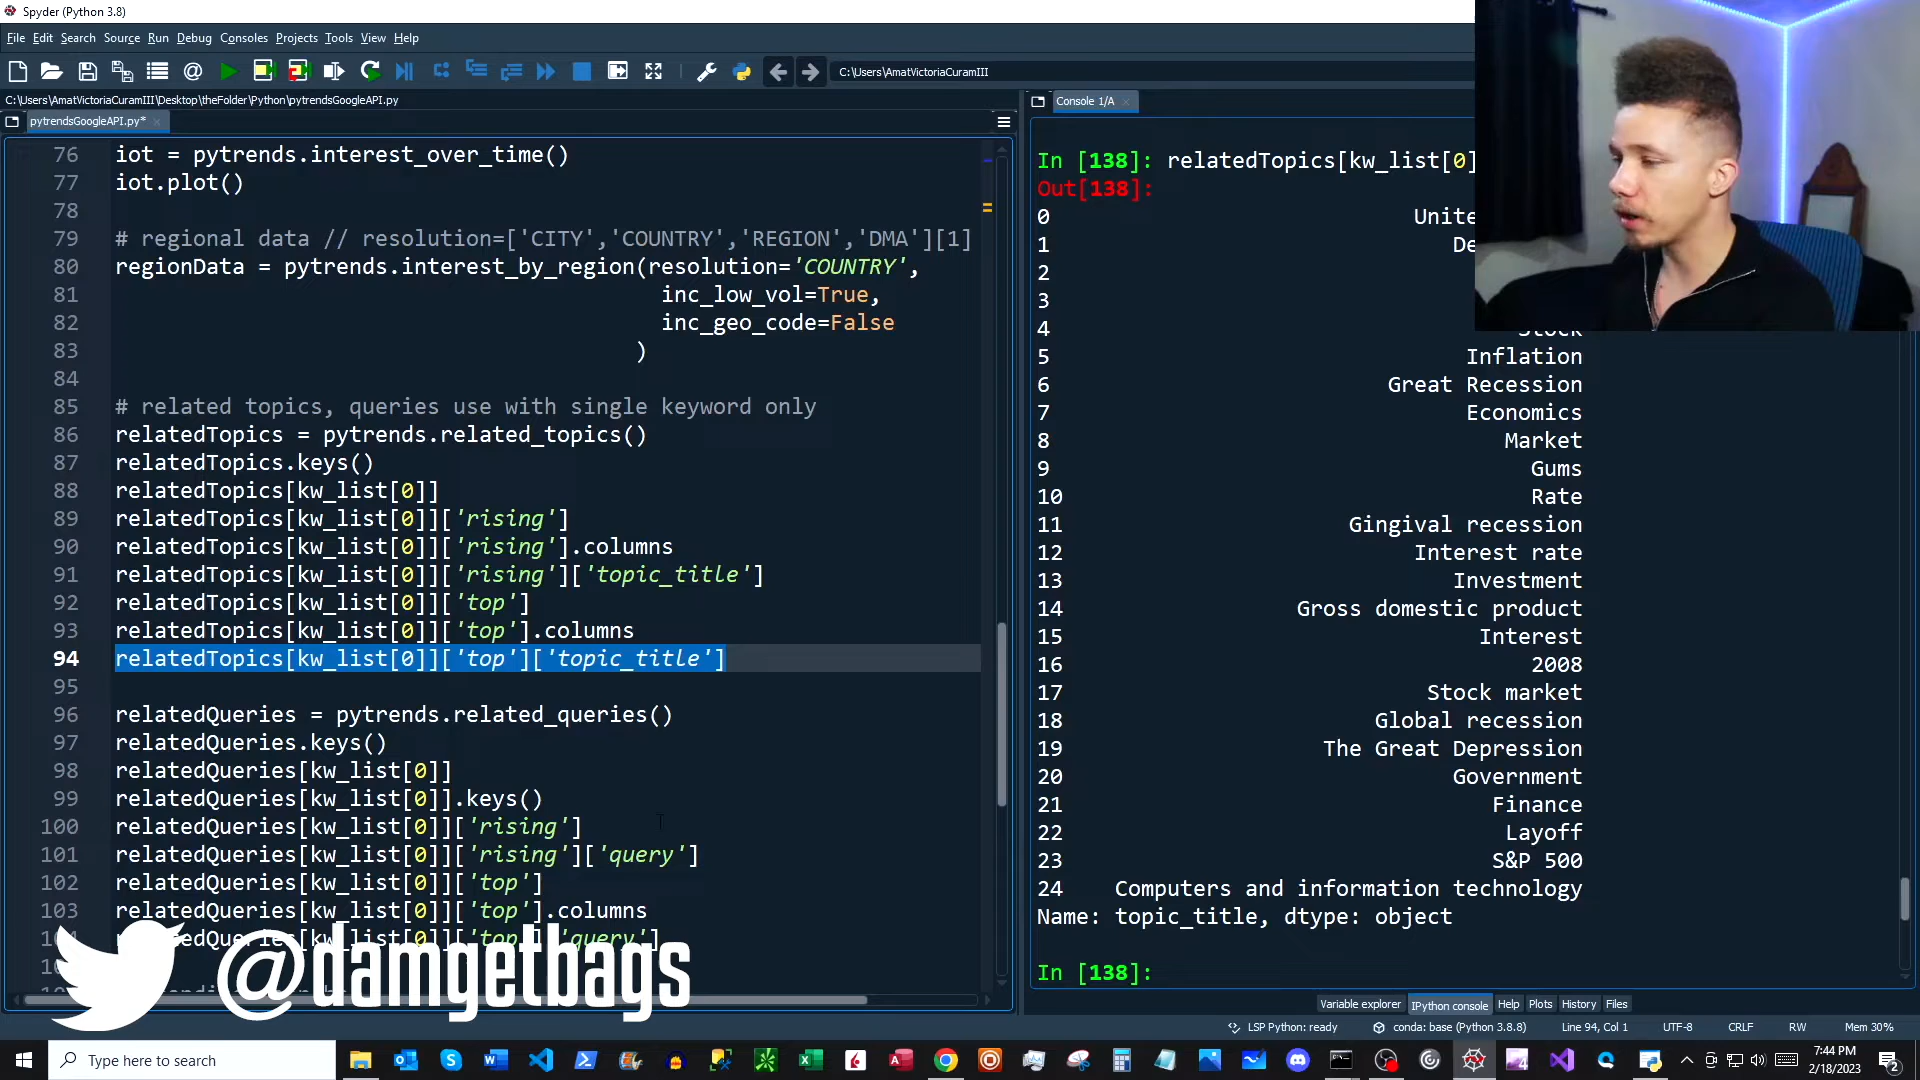 Spyder (Python 3.8)
File Edit Search Source Run Debug Consoles Projects Tools View Help
C:\Users\AmatVictoriaCuramIII
C:\Users\AmatVictoriaCuramIII\Desktop\theFolder\Python\pytrendsGoogleAPI.py
pytrendsGoogleAPI.py*
76 iot = pytrends.interest_over_time()
77 iot.plot()
78
79 # regional data // resolution=['CITY','COUNTRY','REGION','DMA'][1]
80 regionData = pytrends.interest_by_region(resolution='COUNTRY',
81 inc_low_vol=True,
82 inc_geo_code=False
83 )
84
85 # related topics, queries use with single keyword only
86 relatedTopics = pytrends.related_topics()
87 relatedTopics.keys()
88 relatedTopics[kw_list[0]]
89 relatedTopics[kw_list[0]]['rising']
90 relatedTopics[kw_list[0]]['rising'].columns
91 relatedTopics[kw_list[0]]['rising']['topic_title']
92 relatedTopics[kw_list[0]]['top']
93 relatedTopics[kw_list[0]]['top'].columns
94 relatedTopics[kw_list[0]]['top']['topic_title']
95
96 relatedQueries = pytrends.related_queries()
97 relatedQueries.keys()
98 relatedQueries[kw_list[0]]
99 relatedQueries[kw_list[0]].keys()
100 relatedQueries[kw_list[0]]['rising']
101 relatedQueries[kw_list[0]]['rising']['query']
102 relatedQueries[kw_list[0]]['top']
103 relatedQueries[kw_list[0]]['top'].columns
104 relatedQueries[kw_list[0]]['top']['query']
@damgetbags
Console 1/A
In [138]: relatedTopics[kw_list[0]
Out[138]:
0 Unite
1 De
2
3
4 Stock
5 Inflation
6 Great Recession
7 Economics
8 Market
9 Gums
10 Rate
11 Gingival recession
12 Interest rate
13 Investment
14 Gross domestic product
15 Interest
16 2008
17 Stock market
18 Global recession
19 The Great Depression
20 Government
21 Finance
22 Layoff
23 S&P 500
24 Computers and information technology
Name: topic_title, dtype: object
In [138]:
Variable explorer IPython console Help Plots History Files
LSP Python: ready conda: base (Python 3.8.8) Line 94, Col 1 UTF-8 CRLF RW Mem 30%
Type here to search
7:44 PM
2/18/2023
2